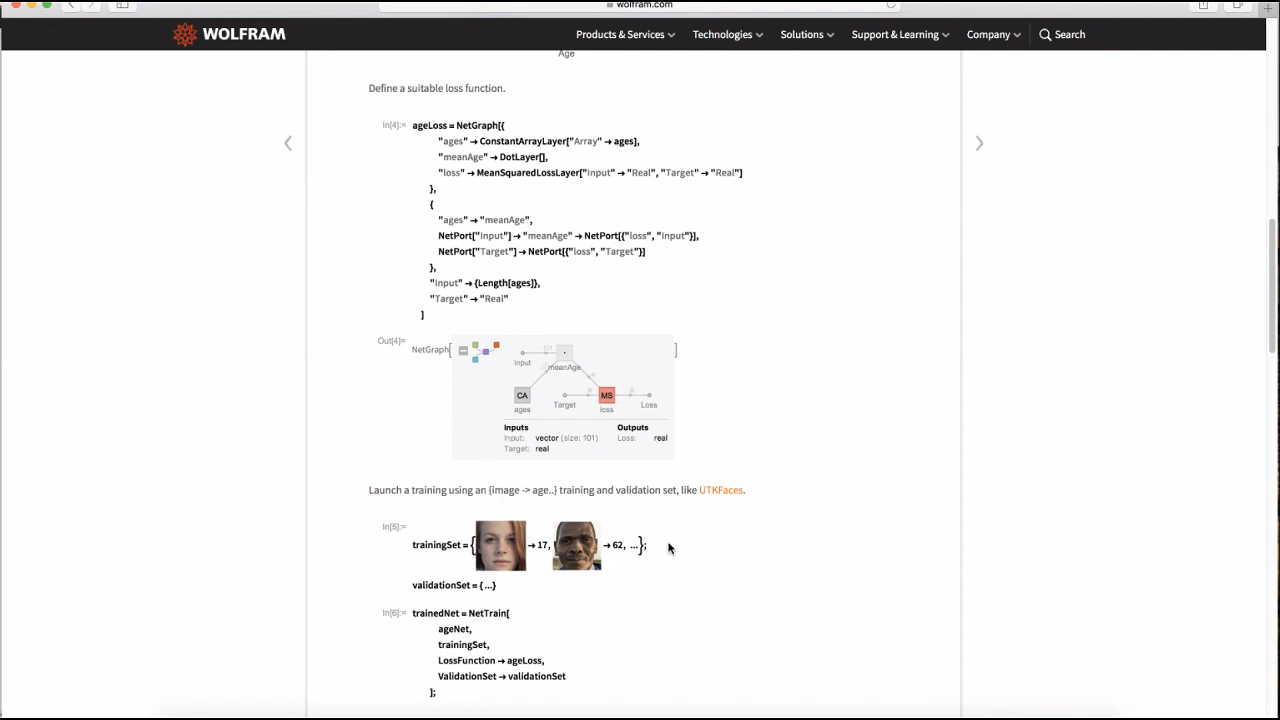 wolfram.com
WOLFRAM
Products & Services Technologies Solutions Support & Learning Company Search
Age
Define a suitable loss function.
In[4]:= ageLoss = NetGraph[{
"ages" → ConstantArrayLayer["Array" → ages],
"meanAge" → DotLayer[],
"loss" → MeanSquaredLossLayer["Input" → "Real", "Target" → "Real"]
},
{
"ages" → "meanAge",
NetPort["Input"] → "meanAge" → NetPort[{"loss", "Input"}],
NetPort["Target"] → NetPort[{"loss", "Target"}]
},
"Input" → {Length[ages]},
"Target" → "Real"
]
Out[4]= NetGraph[ ]
101
Input
meanAge
CA MS
ages Target loss Loss
Inputs Outputs
Input: vector (size: 101) Loss: real
Target: real
Launch a training using an {image -> age..} training and validation set, like UTKFaces.
In[5]:=
trainingSet = { → 17, → 62, ...};
validationSet = {...}
In[6]:= trainedNet = NetTrain[
ageNet,
trainingSet,
LossFunction → ageLoss,
ValidationSet → validationSet
];